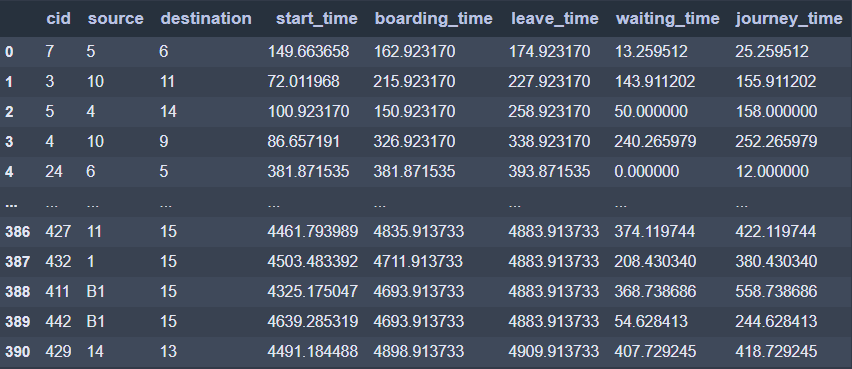 cid source destination start_time boarding_time leave_time waiting_time journey_time
0 7 5 6 149.663658 162.923170 174.923170 13.259512 25.259512
1 3 10 11 72.011968 215.923170 227.923170 143.911202 155.911202
2 5 4 14 100.923170 150.923170 258.923170 50.000000 158.000000
3 4 10 9 86.657191 326.923170 338.923170 240.265979 252.265979
4 24 6 5 381.871535 381.871535 393.871535 0.000000 12.000000
... ... ... ... ... ... ... ... ...
386 427 11 15 4461.793989 4835.913733 4883.913733 374.119744 422.119744
387 432 1 15 4503.483392 4711.913733 4883.913733 208.430340 380.430340
388 411 B1 15 4325.175047 4693.913733 4883.913733 368.738686 558.738686
389 442 B1 15 4639.285319 4693.913733 4883.913733 54.628413 244.628413
390 429 14 13 4491.184488 4898.913733 4909.913733 407.729245 418.729245